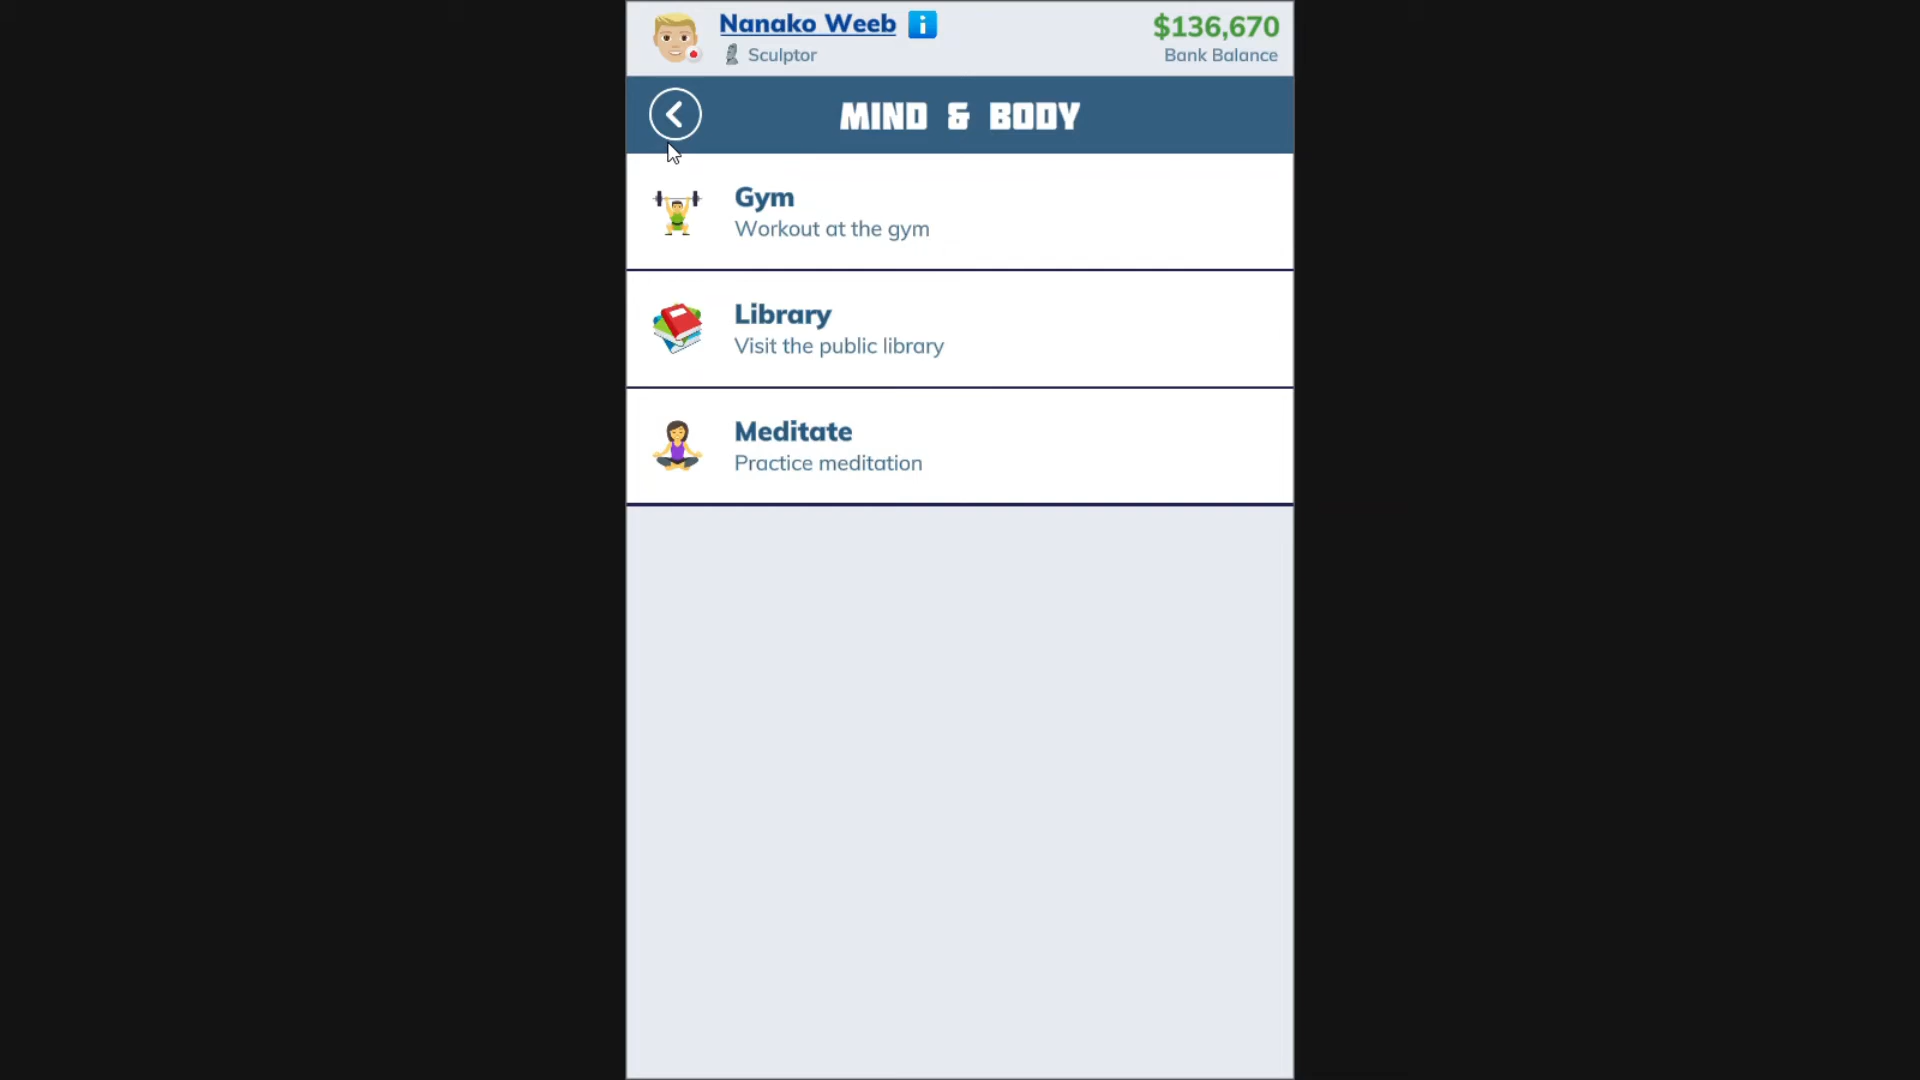 Nanako Weeb
$136,670
Sculptor
Bank Balance
MIND & BODY
Gym
Workout at the gym
Library
Visit the public library
Meditate
Practice meditation